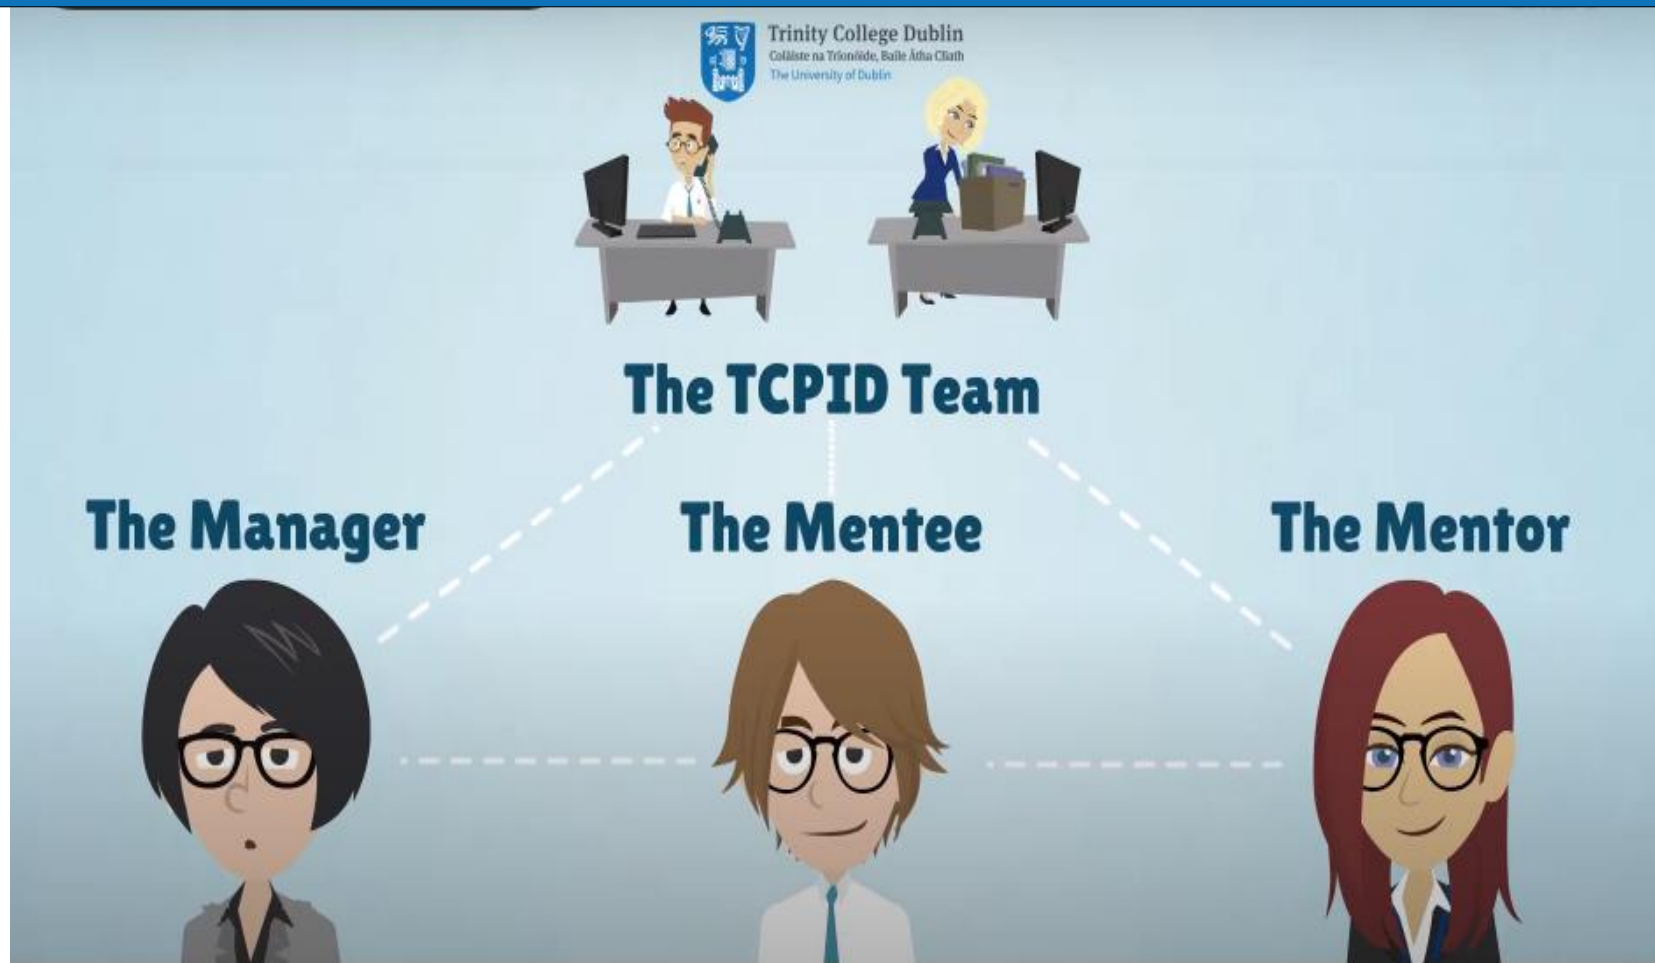 Trinity College Dublin
Coláiste na Tríonóide, Baile Átha Cliath
The University of Dublin
The TCPID Team
The Manager
The Mentee
The Mentor